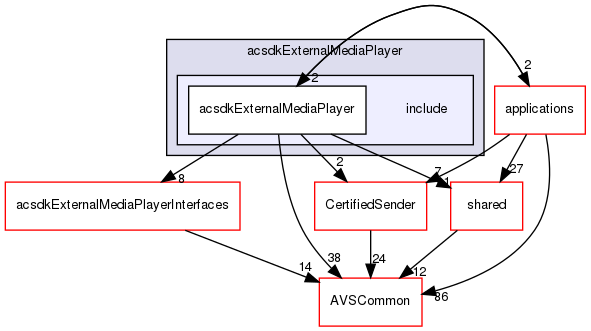 acsdkExternalMediaPlayer
2
2
acsdkExternalMediaPlayer
include
applications
8
2
7
1
27
acsdkExternalMediaPlayerInterfaces
CertifiedSender
shared
14
38
24
12
86
AVSCommon